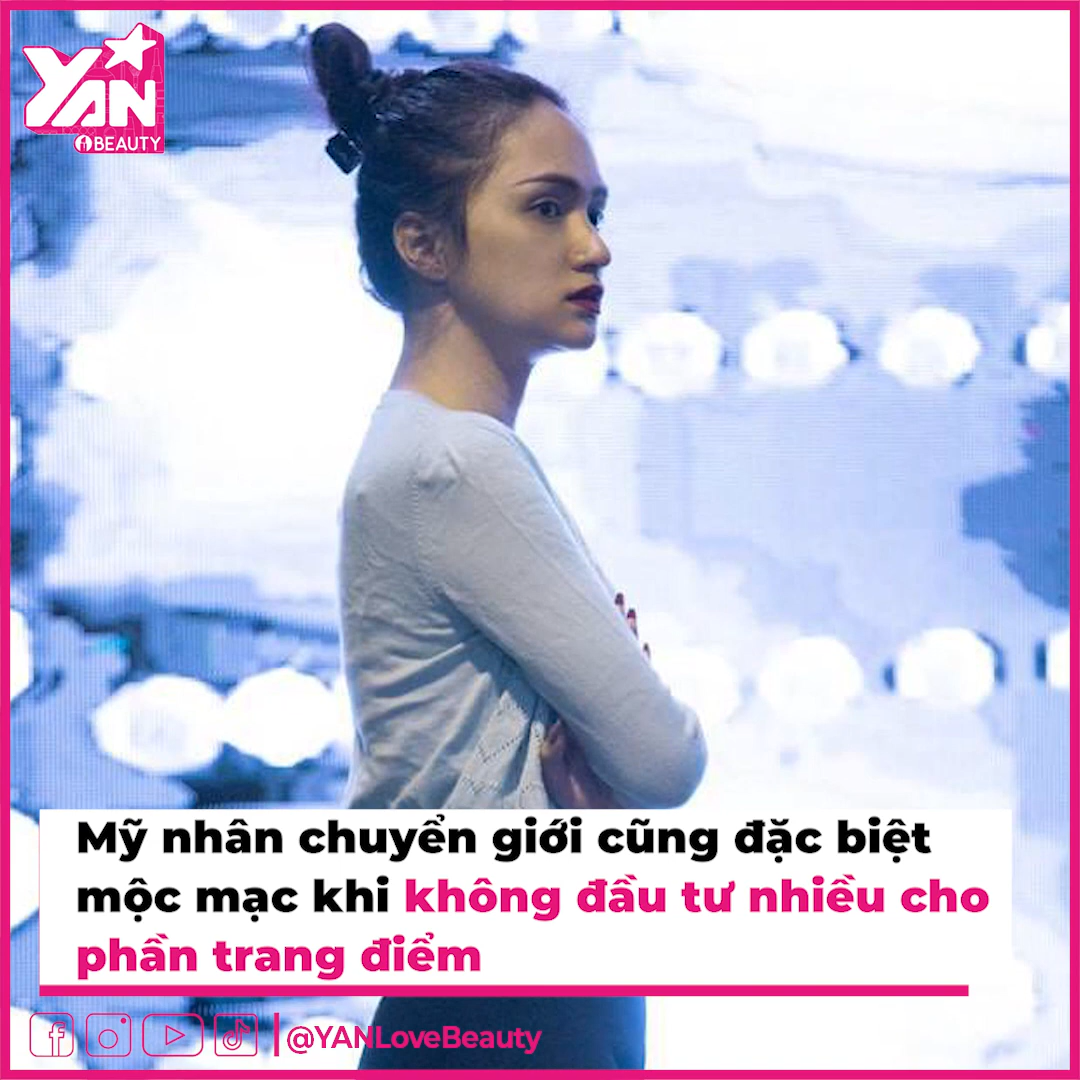 YAN
BEAUTY
Mỹ nhân chuyển giới cũng đặc biệt
mộc mạc khi không đầu tư nhiều cho
phần trang điểm
@YANLoveBeauty